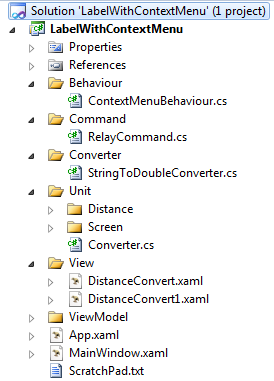 Solution 'LabelWithContextMenu' (1 project)
LabelWithContextMenu
Properties
References
Behaviour
ContextMenuBehaviour.cs
Command
RelayCommand.cs
Converter
StringToDoubleConverter.cs
Unit
Distance
Screen
Converter.cs
View
DistanceConvert.xaml
DistanceConvert1.xaml
ViewModel
App.xaml
MainWindow.xaml
ScratchPad.txt